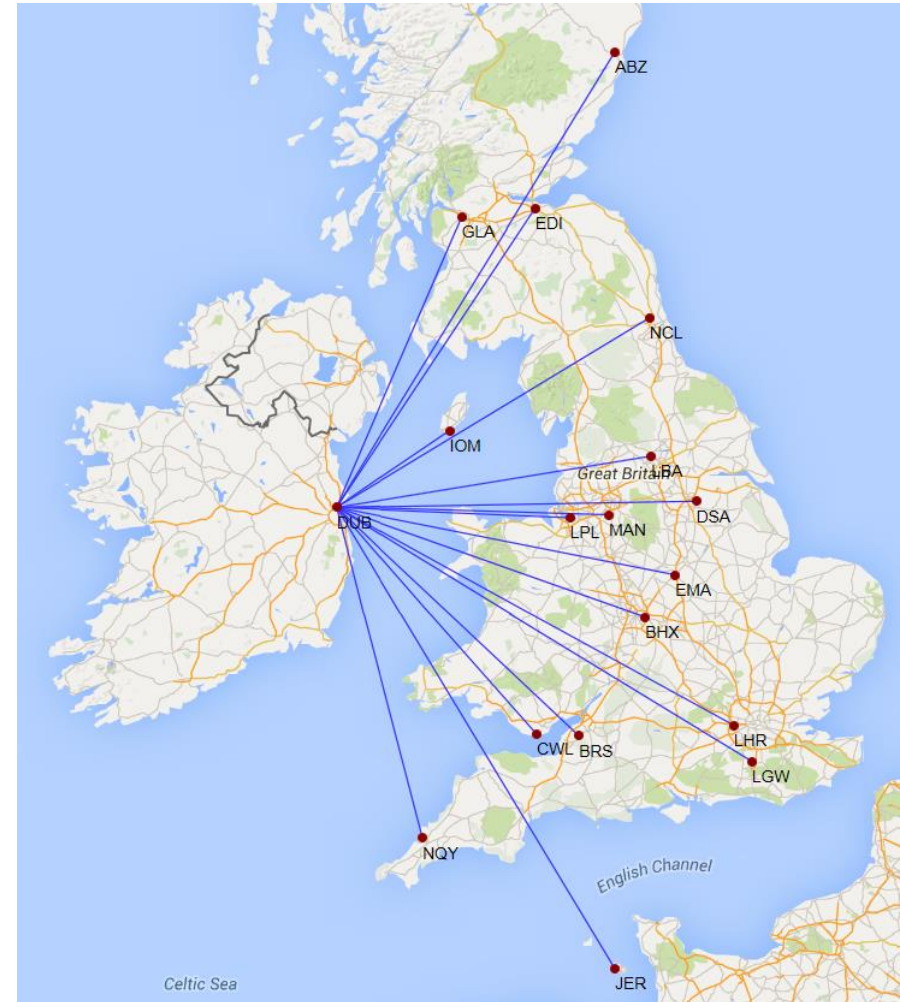 ABZ
GLA
EDI
NCL
IOM
LBA
Great Britain
DUB
LPL
MAN
DSA
EMA
BHX
CWL
BRS
LHR
LGW
NQY
English Channel
Celtic Sea
JER